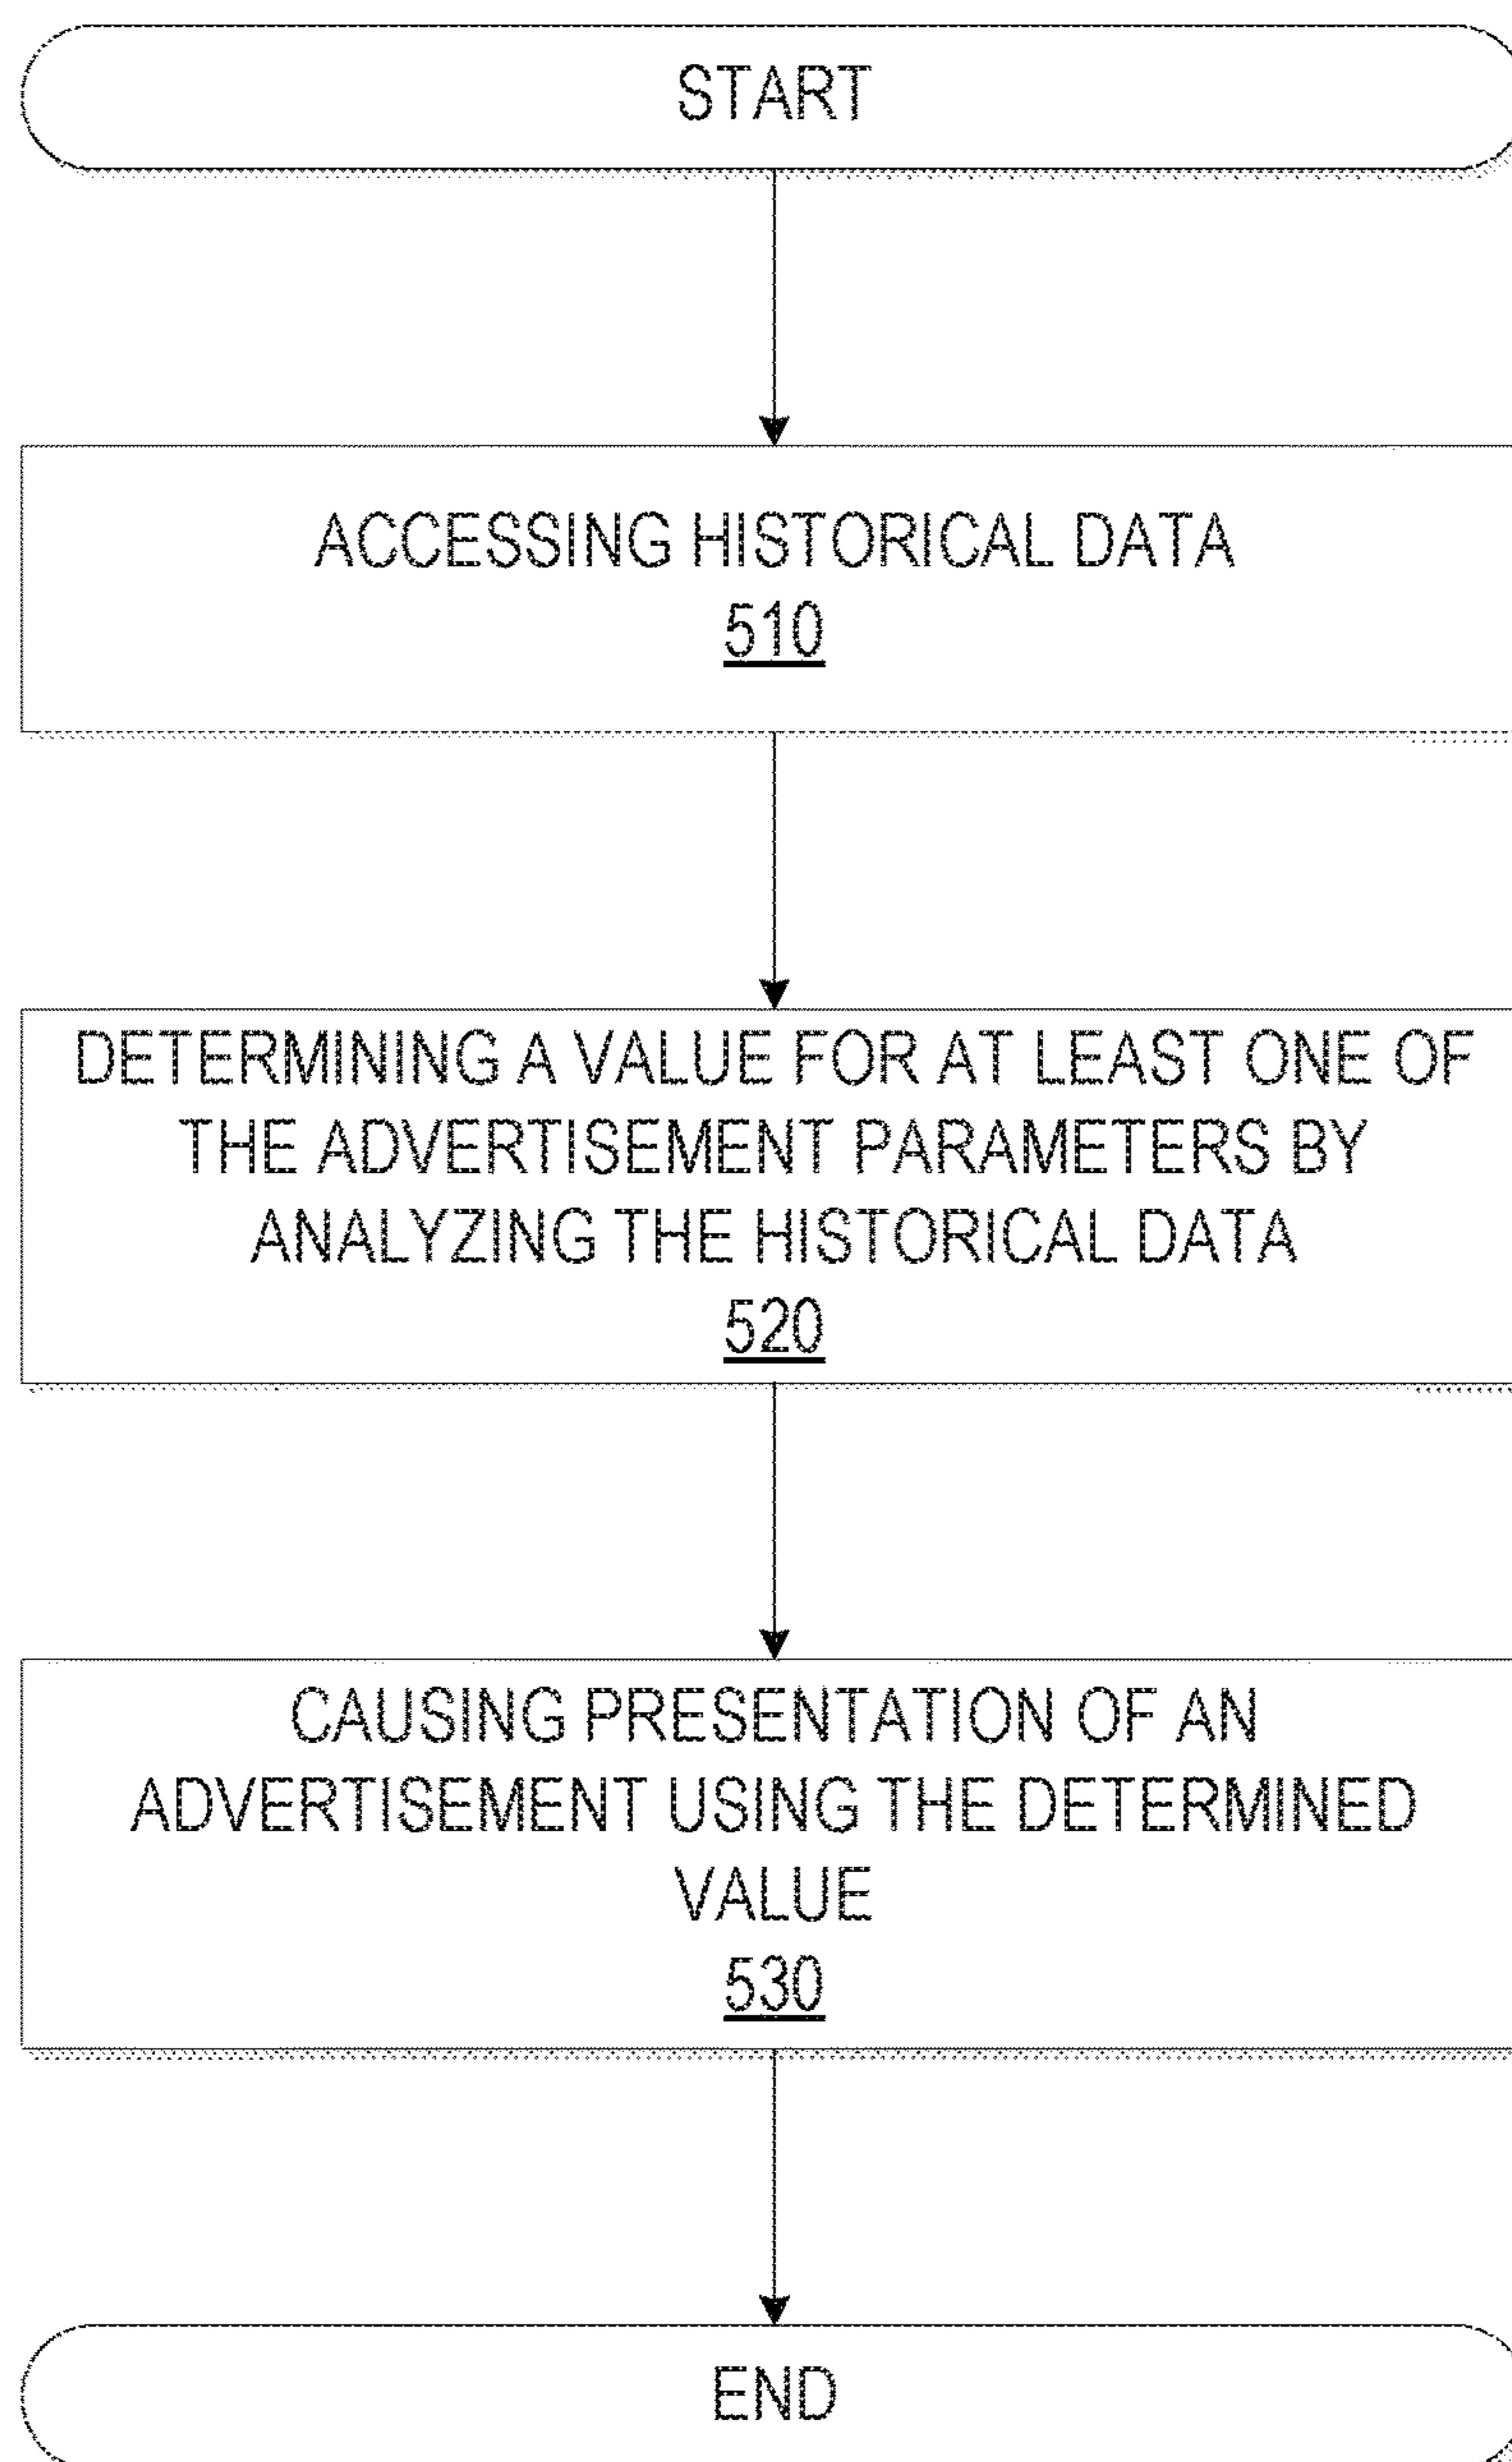 START
ACCESSING HISTORICAL DATA
510
DETERMINING A VALUE FOR AT LEAST ONE OF
THE ADVERTISEMENT PARAMETERS BY
ANALYZING THE HISTORICAL DATA
520
CAUSING PRESENTATION OF AN
ADVERTISEMENT USING THE DETERMINED
VALUE
530
END